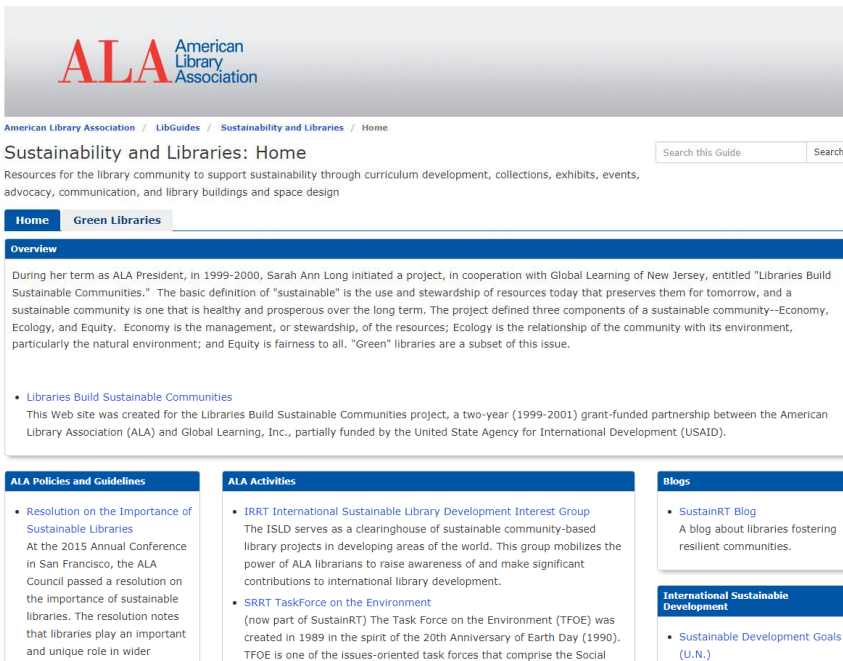 ALA American
Library
Association
American Library Association / LibGuides / Sustainability and Libraries / Home
Sustainability and Libraries: Home
Search this Guide
Search
Resources for the library community to support sustainability through curriculum development, collections, exhibits, events,
advocacy, communication, and library buildings and space design
Home
Green Libraries
Overview
During her term as ALA President, in 1999-2000, Sarah Ann Long initiated a project, in cooperation with Global Learning of New Jersey, entitled "Libraries Build
Sustainable Communities."  The basic definition of "sustainable" is the use and stewardship of resources today that preserves them for tomorrow, and a
sustainable community is one that is healthy and prosperous over the long term. The project defined three components of a sustainable community--Economy,
Ecology, and Equity.  Economy is the management, or stewardship, of the resources; Ecology is the relationship of the community with its environment,
particularly the natural environment; and Equity is fairness to all. "Green" libraries are a subset of this issue.
• Libraries Build Sustainable Communities
This Web site was created for the Libraries Build Sustainable Communities project, a two-year (1999-2001) grant-funded partnership between the American
Library Association (ALA) and Global Learning, Inc., partially funded by the United State Agency for International Development (USAID).
ALA Policies and Guidelines
• Resolution on the Importance of
Sustainable Libraries
At the 2015 Annual Conference
in San Francisco, the ALA
Council passed a resolution on
the importance of sustainable
libraries. The resolution notes
that libraries play an important
and unique role in wider
ALA Activities
• IRRT International Sustainable Library Development Interest Group
The ISLD serves as a clearinghouse of sustainable community-based
library projects in developing areas of the world. This group mobilizes the
power of ALA librarians to raise awareness of and make significant
contributions to international library development.
• SRRT TaskForce on the Environment
(now part of SustainRT) The Task Force on the Environment (TFOE) was
created in 1989 in the spirit of the 20th Anniversary of Earth Day (1990).
TFOE is one of the issues-oriented task forces that comprise the Social
Blogs
• SustainRT Blog
A blog about libraries fostering
resilient communities.
International Sustainable
Development
• Sustainable Development Goals
(U.N.)